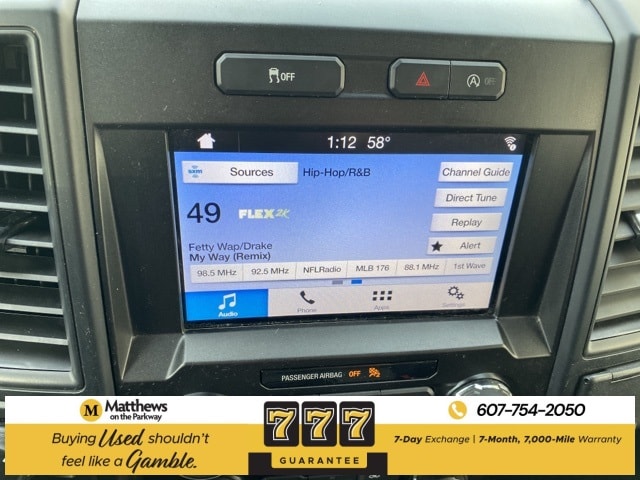 OFF
A OFF
1:12 58°
sxm Sources Hip-Hop/R&B Channel Guide
Direct Tune
49 FLEX2K
Replay
Fetty Wap/Drake
Alert
My Way (Remix)
98.5 MHz 92.5 MHz NFLRadio MLB 176 88.1 MHz 1st Wave
Audio Phone Apps Settings
PASSENGER AIRBAG OFF
M Matthews
on the Parkway
Buying Used shouldn't
feel like a Gamble.
777
GUARANTEE
607-754-2050
7-Day Exchange | 7-Month, 7,000-Mile Warranty